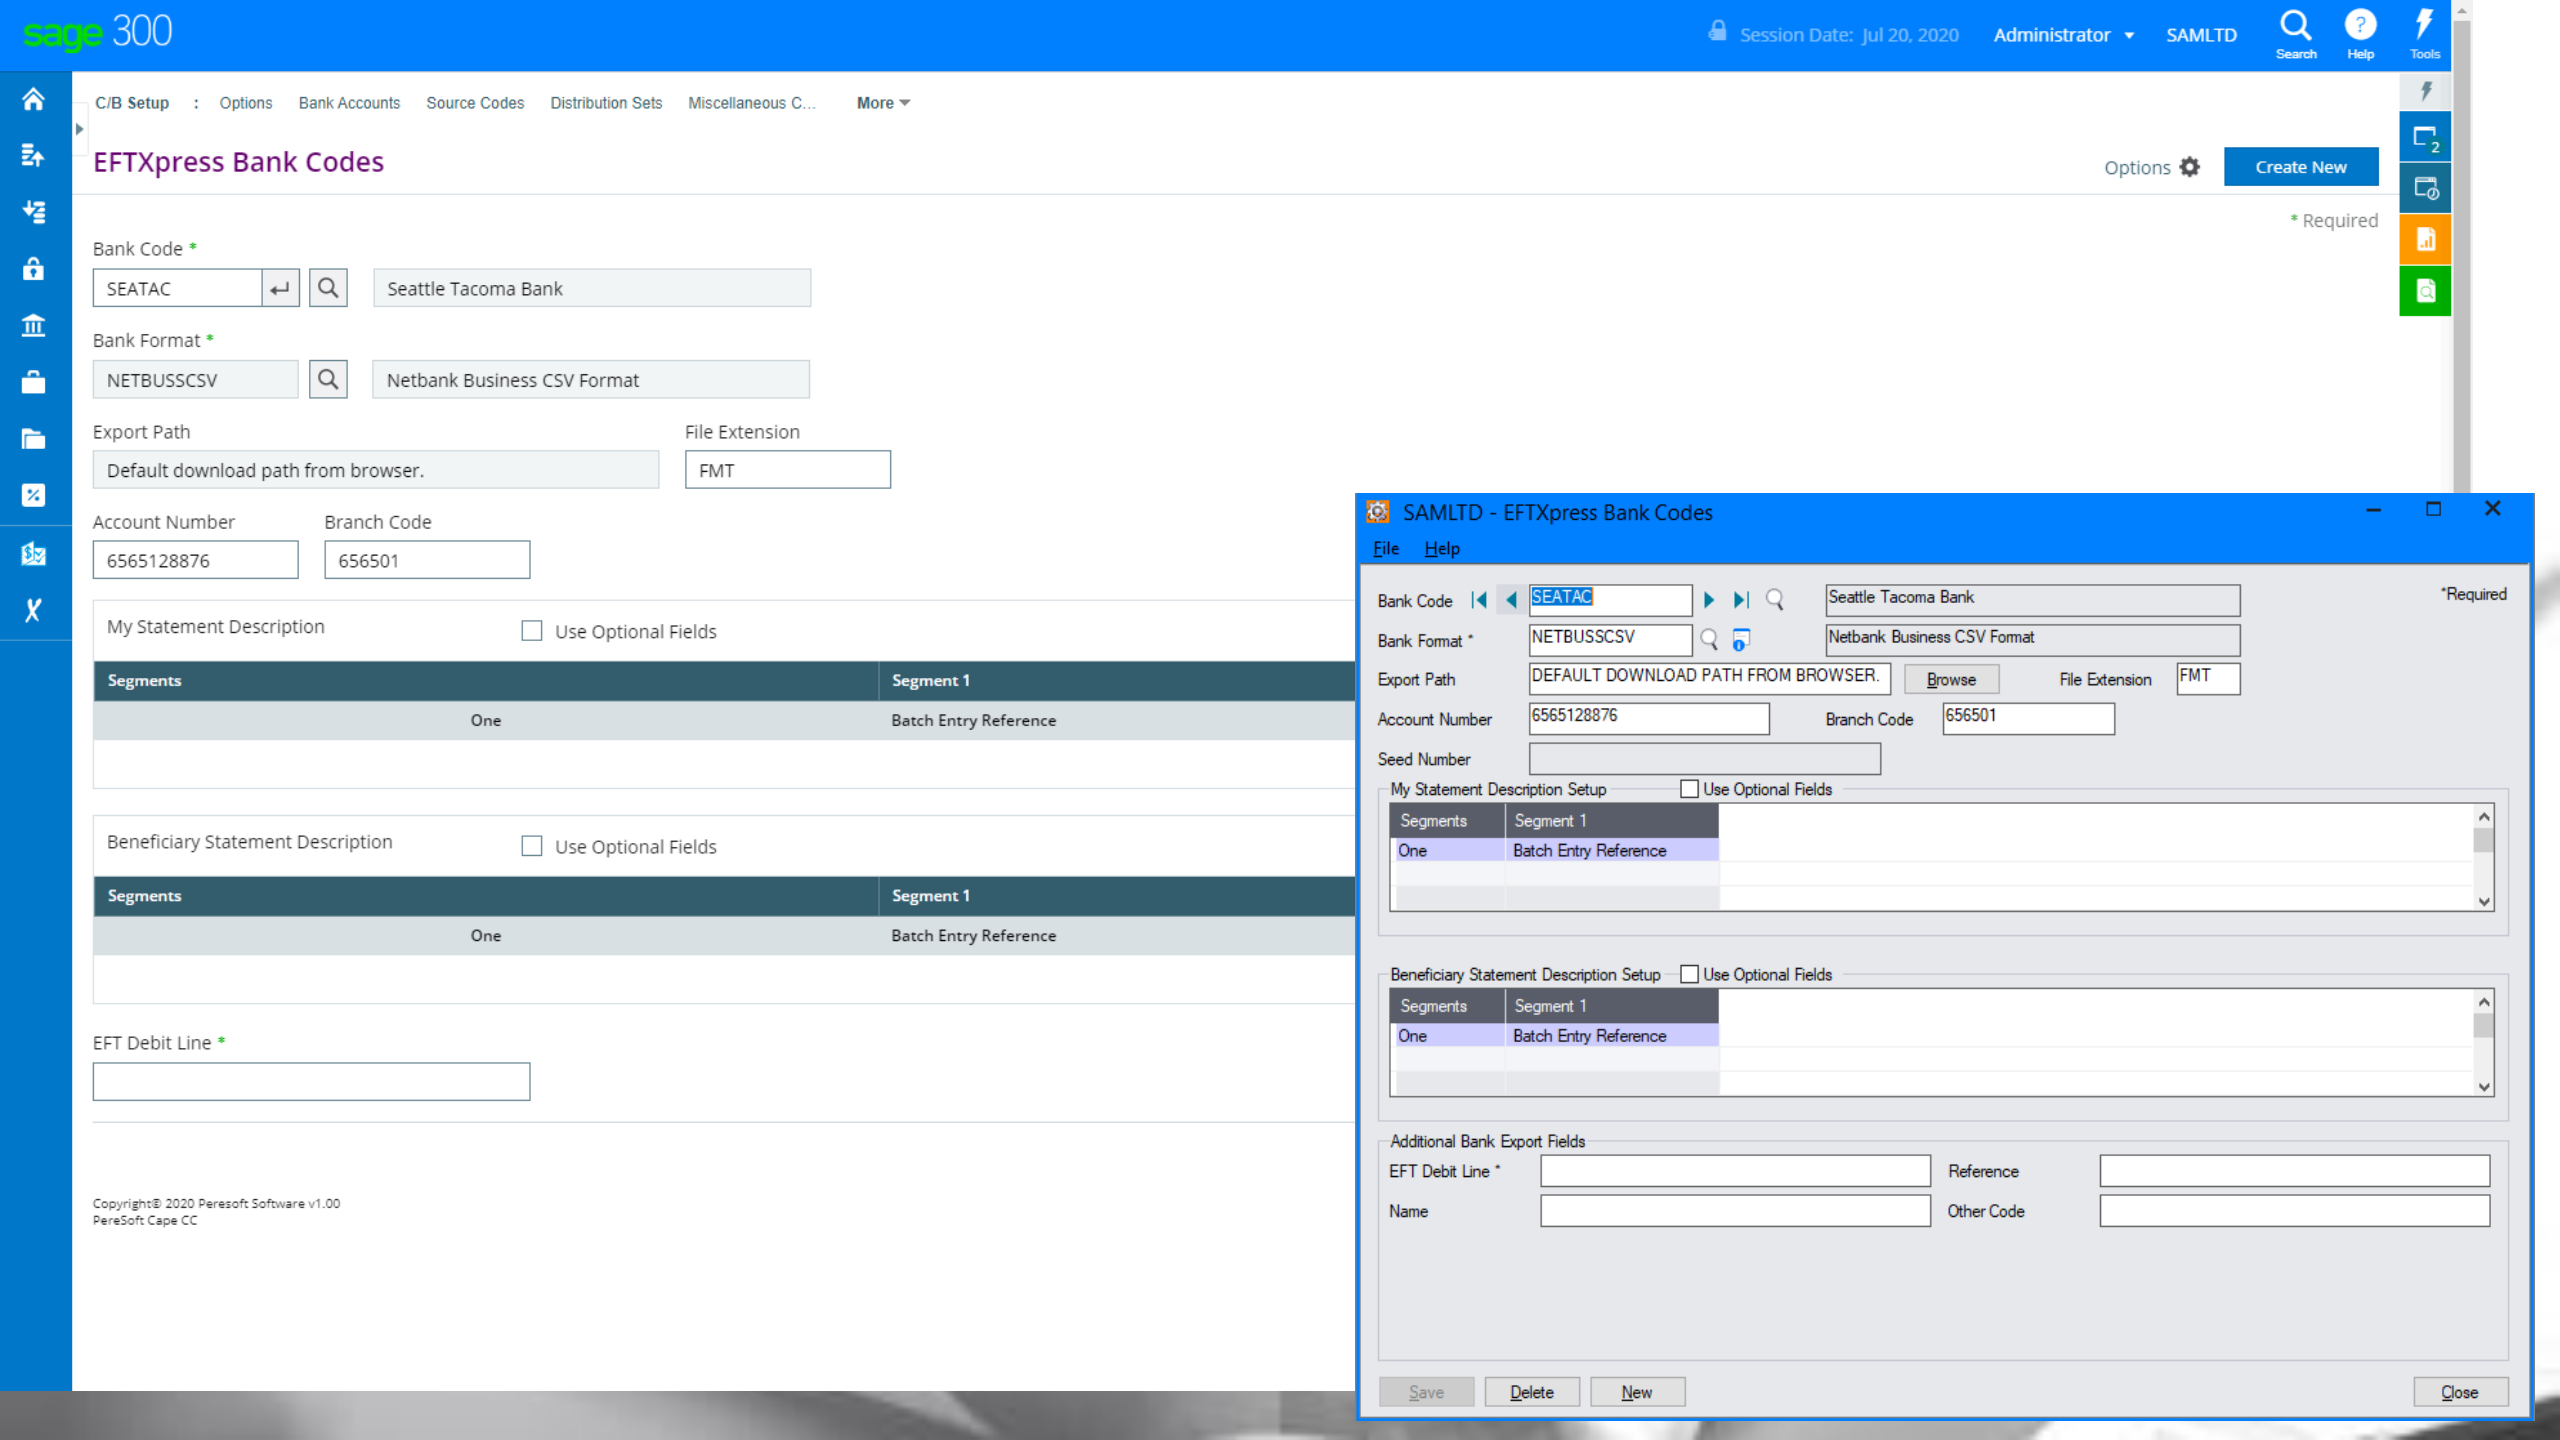 sage 300
Session Date: Jul 20, 2020 Administrator SAMLTD Search ? Help Tools
C/B Setup : Options Bank Accounts Source Codes Distribution Sets Miscellaneous C... More
2
EFTXpress Bank Codes
Options Create New
* Required
Bank Code *
SEATAC Seattle Tacoma Bank
Bank Format *
NETBUSSCSV Netbank Business CSV Format
Export Path File Extension
Default download path from browser. FMT
Account Number Branch Code
6565128876 656501
My Statement Description Use Optional Fields
Segments Segment 1
One Batch Entry Reference
Beneficiary Statement Description Use Optional Fields
Segments Segment 1
One Batch Entry Reference
EFT Debit Line *
Copyright© 2020 Peresoft Software v1.00
PereSoft Cape CC
SAMLTD - EFTXpress Bank Codes
File Help
Bank Code SEATAC Seattle Tacoma Bank *Required
Bank Format * NETBUSSCSV Netbank Business CSV Format
Export Path DEFAULT DOWNLOAD PATH FROM BROWSER. Browse File Extension FMT
Account Number 6565128876 Branch Code 656501
Seed Number
My Statement Description Setup Use Optional Fields
Segments Segment 1
One Batch Entry Reference
Beneficiary Statement Description Setup Use Optional Fields
Segments Segment 1
One Batch Entry Reference
Additional Bank Export Fields
EFT Debit Line * Reference
Name Other Code
Save Delete New Close